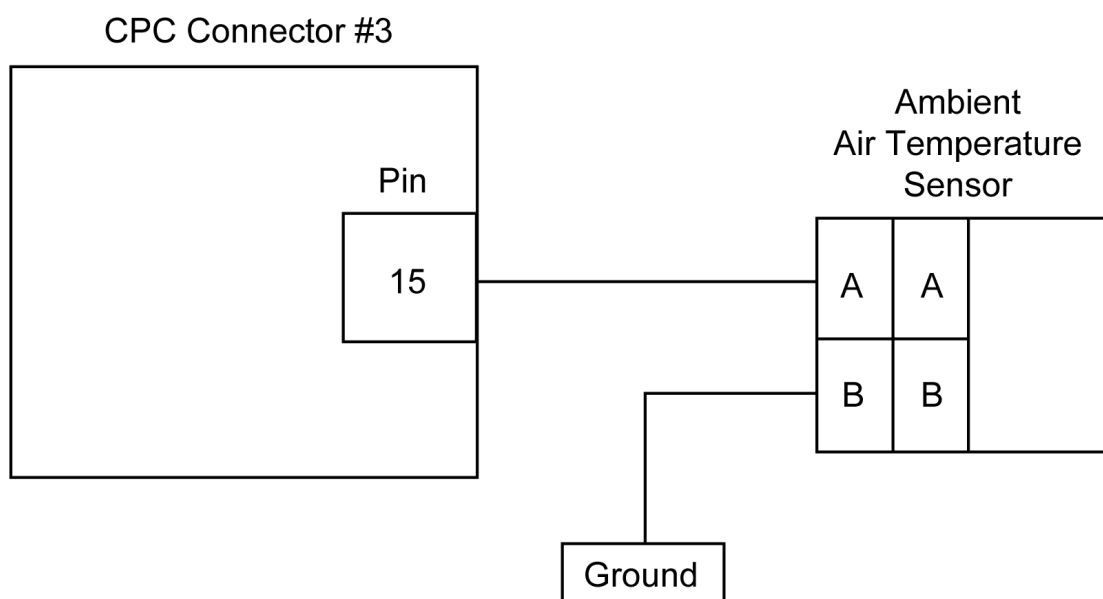 CPC Connector #3
Pin
15
Ambient
Air Temperature
Sensor
A A
B B
Ground